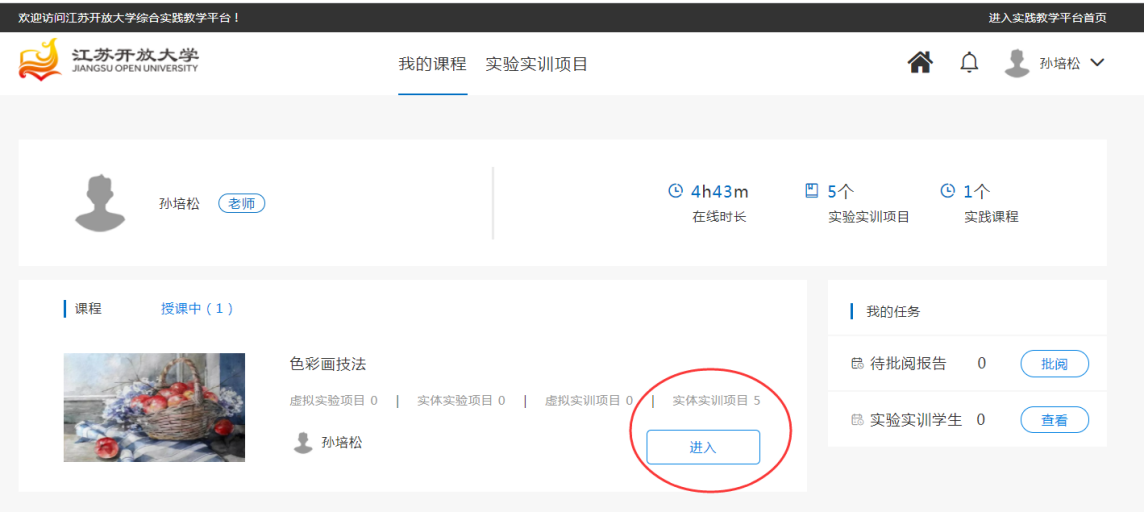 欢迎访问江苏开放大学综合实践教学平台！ 进入实践教学平台首页
江苏开放大学
JIANGSU OPEN UNIVERSITY
我的课程 实验实训项目
孙培松
孙培松 老师
4h43m 5个 1个
在线时长 实验实训项目 实践课程
课程 授课中（1）
色彩画技法
虚拟实验项目 0 | 实体实验项目 0 | 虚拟实训项目 0 | 实体实训项目 5
孙培松
进入
我的任务
待批阅报告 0 批阅
实验实训学生 0 查看